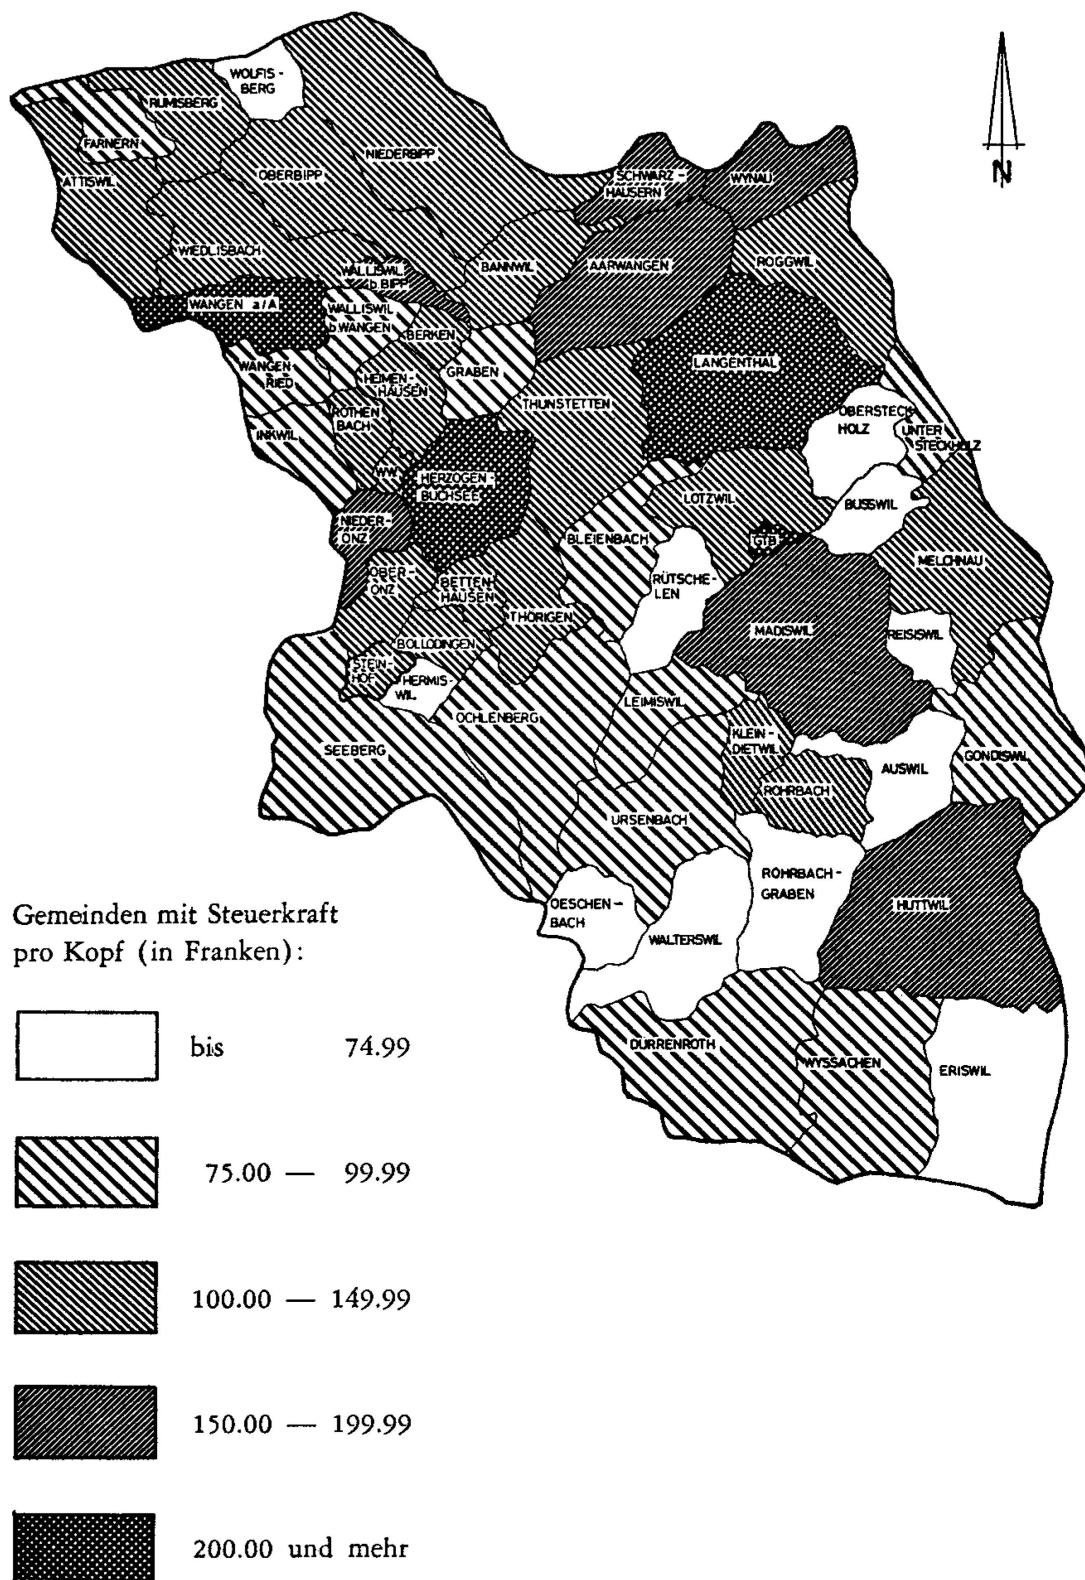 WOLFIS-
BERG
RUMISBERG
FARNERN
ATTISWIL
OBERBIPP
NIEDERBIPP
SCHWARZ-
HÄUSERN
WYNAU
N
WIEDLISBACH
WALLISWIL
b.BIPP
BANNWIL
AARWANGEN
ROGGWIL
WANGEN a/A
WALLISWIL
b.WANGEN
BERKEN
WANGEN
RIED
HEIMEN-
HAUSEN
GRABEN
LANGENTHAL
THUNSTETTEN
ROTHEN
BACH
INKWIL
OBERSTECK
HOLZ
UNTER
STECKHOLZ
WW
HERZOGEN-
BUCHSEE
LOTZWIL
BUSSWIL
NIEDER-
ÖNZ
BLEIENBACH
GTB
MELCHNAU
OBER-
ÖNZ
BETTEN
HAUSEN
RÜTSCHE-
LEN
THÖRIGEN
MADISWIL
REISISWIL
BOLLODINGEN
STEIN-
HOF
HERMIS-
WIL
OCHLENBERG
LEIMISWIL
SEEBERG
KLEIN-
DIETWIL
AUSWIL
GONDISWIL
ROHRBACH
URSENBACH
ROHRBACH-
GRABEN
OESCHEN-
BACH
WALTERSWIL
HUTTWIL
DÜRRENROTH
WYSSACHEN
ERISWIL
Gemeinden mit Steuerkraft
pro Kopf (in Franken):
bis 74.99
75.00 — 99.99
100.00 — 149.99
150.00 — 199.99
200.00 und mehr